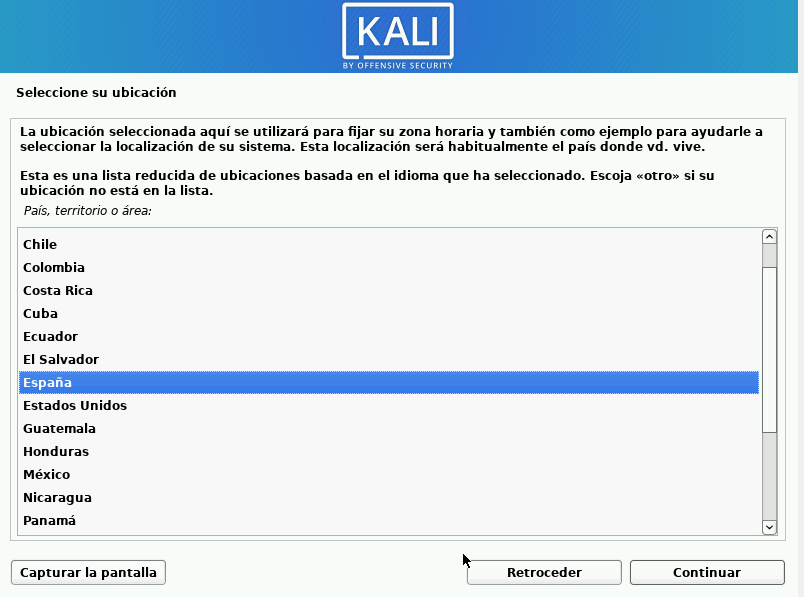 KALI
BY OFFENSIVE SECURITY
Seleccione su ubicación
La ubicación seleccionada aquí se utilizará para fijar su zona horaria y también como ejemplo para ayudarle a
seleccionar la localización de su sistema. Esta localización será habitualmente el país donde vd. vive.
Esta es una lista reducida de ubicaciones basada en el idioma que ha seleccionado. Escoja «otro» si su
ubicación no está en la lista.
País, territorio o área:
Chile
Colombia
Costa Rica
Cuba
Ecuador
El Salvador
España
Estados Unidos
Guatemala
Honduras
México
Nicaragua
Panamá
Capturar la pantalla
Retroceder
Continuar